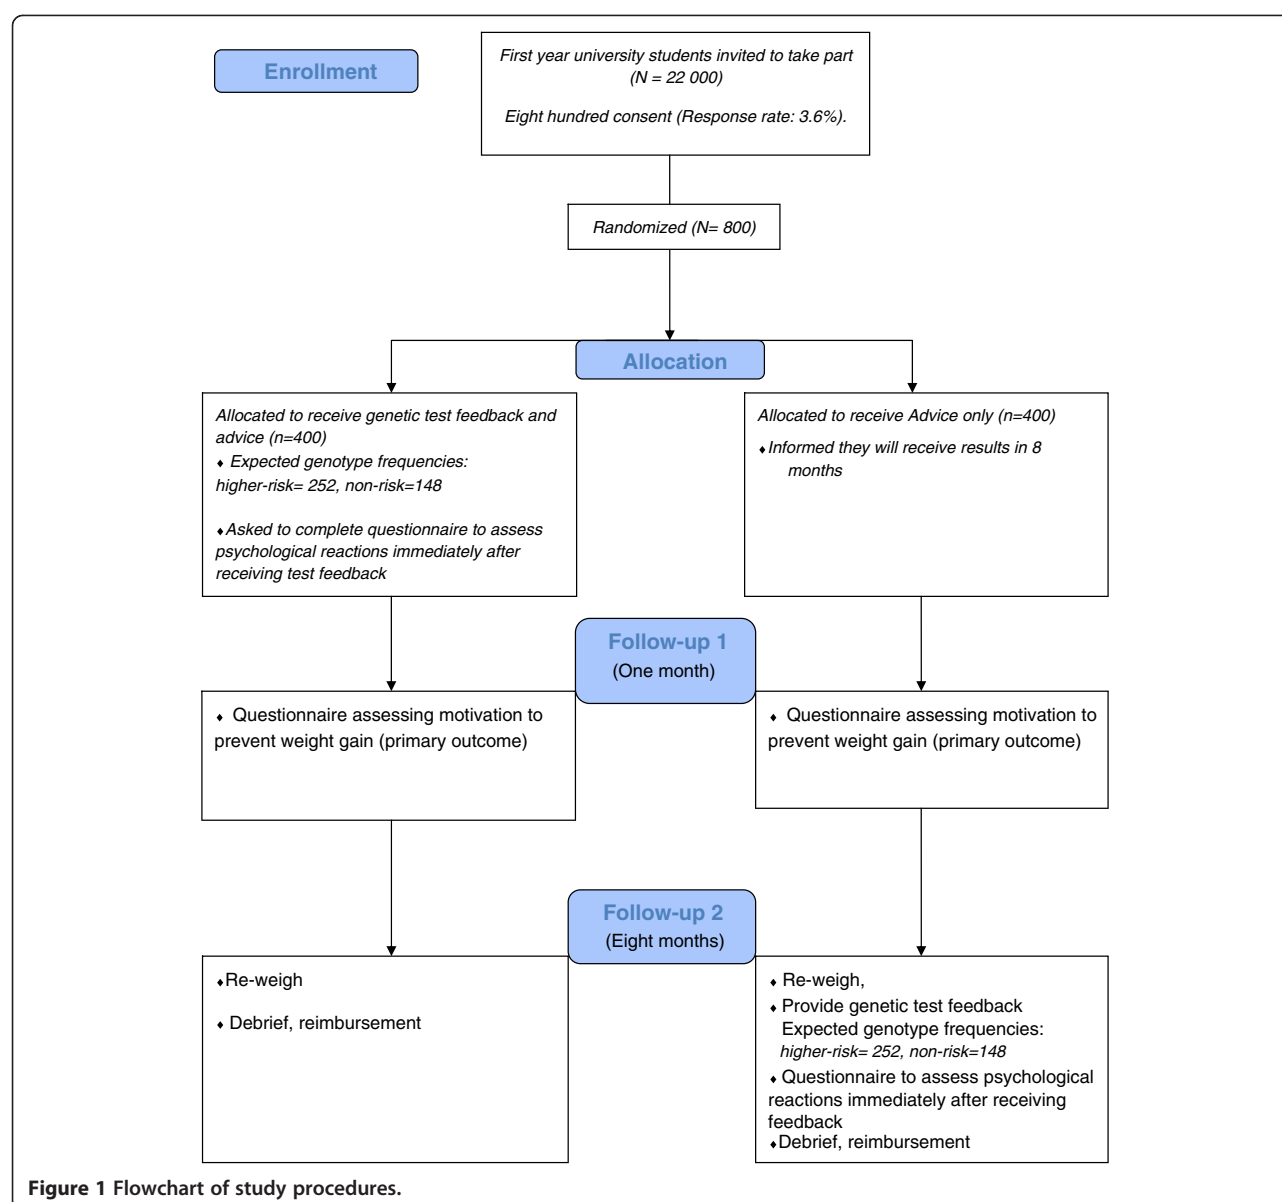 Enrollment
First year university students invited to take part
(N = 22 000)
Eight hundred consent (Response rate: 3.6%).
Randomized (N= 800)
Allocation
Allocated to receive genetic test feedback and
advice (n=400)
♦ Expected genotype frequencies:
higher-risk= 252, non-risk=148
♦Asked to complete questionnaire to assess
psychological reactions immediately after
receiving test feedback
Allocated to receive Advice only (n=400)
♦Informed they will receive results in 8
months
Follow-up 1
(One month)
♦ Questionnaire assessing motivation to
prevent weight gain (primary outcome)
♦ Questionnaire assessing motivation to
prevent weight gain (primary outcome)
Follow-up 2
(Eight months)
♦Re-weigh
♦ Debrief, reimbursement
♦ Re-weigh,
♦ Provide genetic test feedback
Expected genotype frequencies:
higher-risk= 252, non-risk=148
♦ Questionnaire to assess psychological
reactions immediately after receiving
feedback
♦Debrief, reimbursement
Figure 1 Flowchart of study procedures.